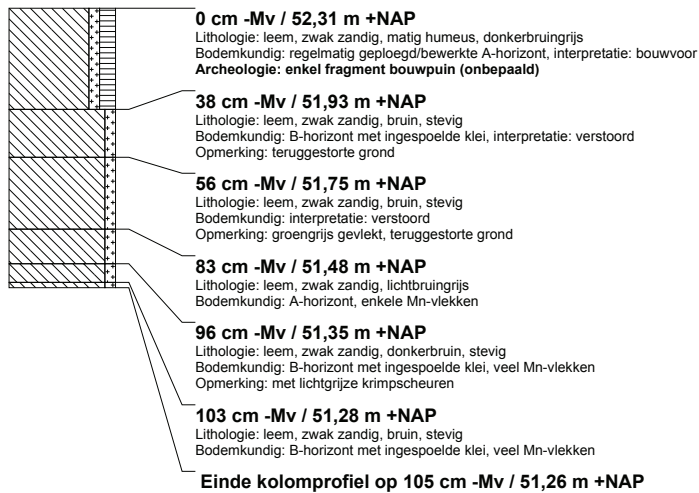 0 cm -Mv / 52,31 m +NAP
Lithologie: leem, zwak zandig, matig humeus, donkerbruingrijs
Bodemkundig: regelmatig geploegd/bewerkte A-horizont, interpretatie: bouwvoor
Archeologie: enkel fragment bouwpuin (onbepaald)
38 cm -Mv / 51,93 m +NAP
Lithologie: leem, zwak zandig, bruin, stevig
Bodemkundig: B-horizont met ingespoelde klei, interpretatie: verstoord
Opmerking: teruggestorte grond
56 cm -Mv / 51,75 m +NAP
Lithologie: leem, zwak zandig, bruin, stevig
Bodemkundig: interpretatie: verstoord
Opmerking: groengrijs gevlekt, teruggestorte grond
83 cm -Mv / 51,48 m +NAP
Lithologie: leem, zwak zandig, lichtbruingrijs
Bodemkundig: A-horizont, enkele Mn-vlekken
96 cm -Mv / 51,35 m +NAP
Lithologie: leem, zwak zandig, donkerbruin, stevig
Bodemkundig: B-horizont met ingespoelde klei, veel Mn-vlekken
Opmerking: met lichtgrijze krimpscheuren
103 cm -Mv / 51,28 m +NAP
Lithologie: leem, zwak zandig, bruin, stevig
Bodemkundig: B-horizont met ingespoelde klei, veel Mn-vlekken
Einde kolomprofiel op 105 cm -Mv / 51,26 m +NAP